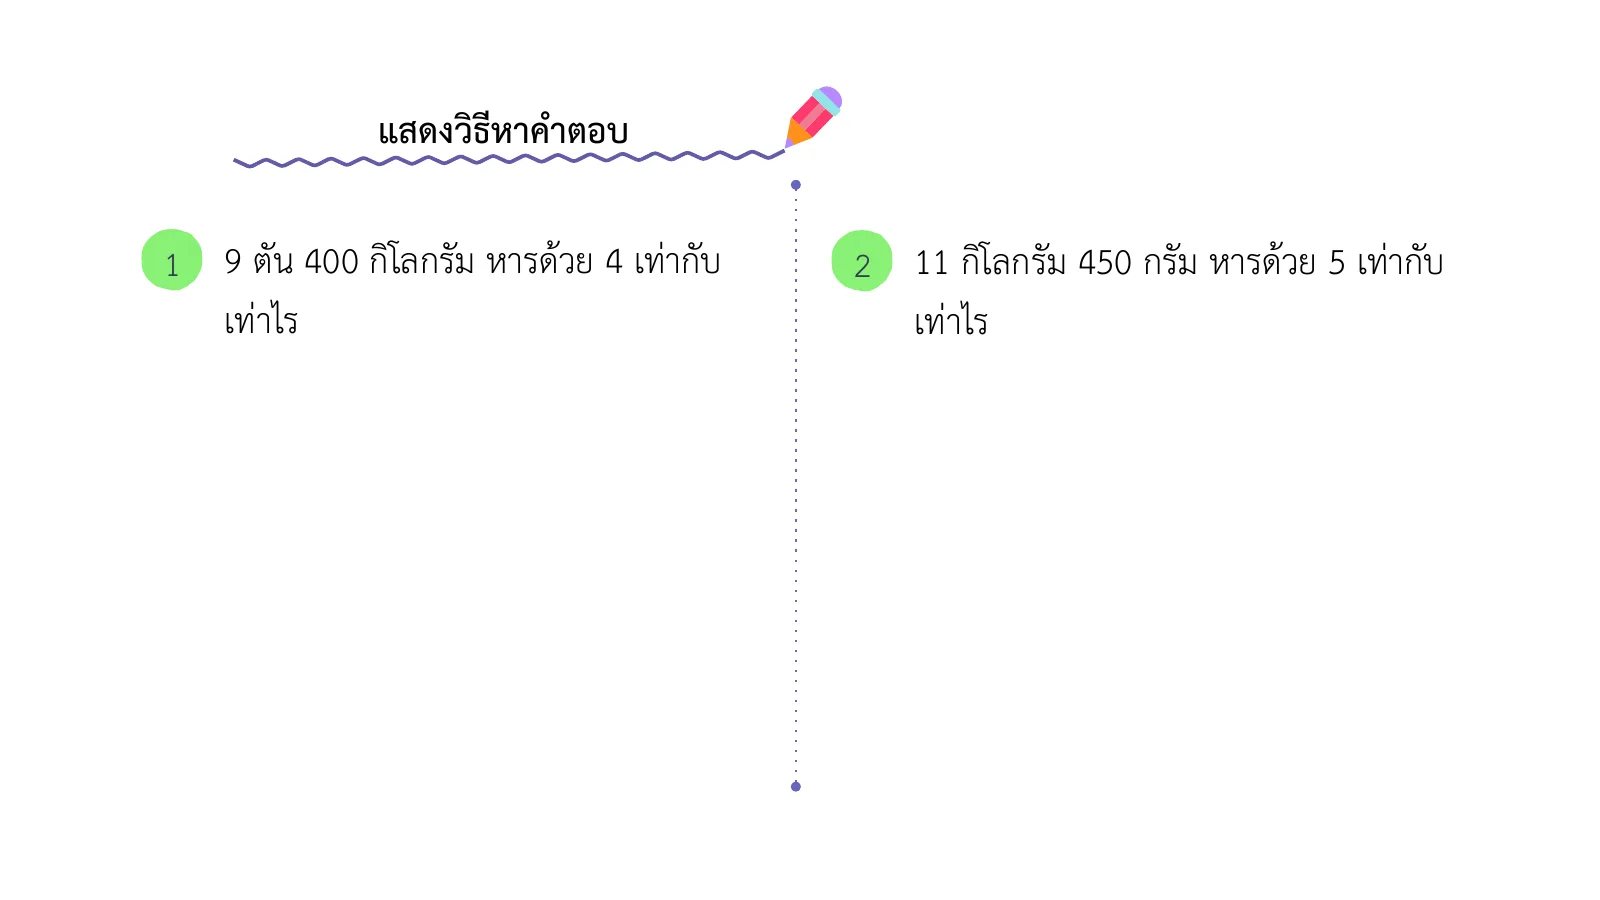 แสดงวิธีหาคำตอบ
1 9 ตัน 400 กิโลกรัม หารด้วย 4 เท่ากับ
เท่าไร
2 11 กิโลกรัม 450 กรัม หารด้วย 5 เท่ากับ
เท่าไร